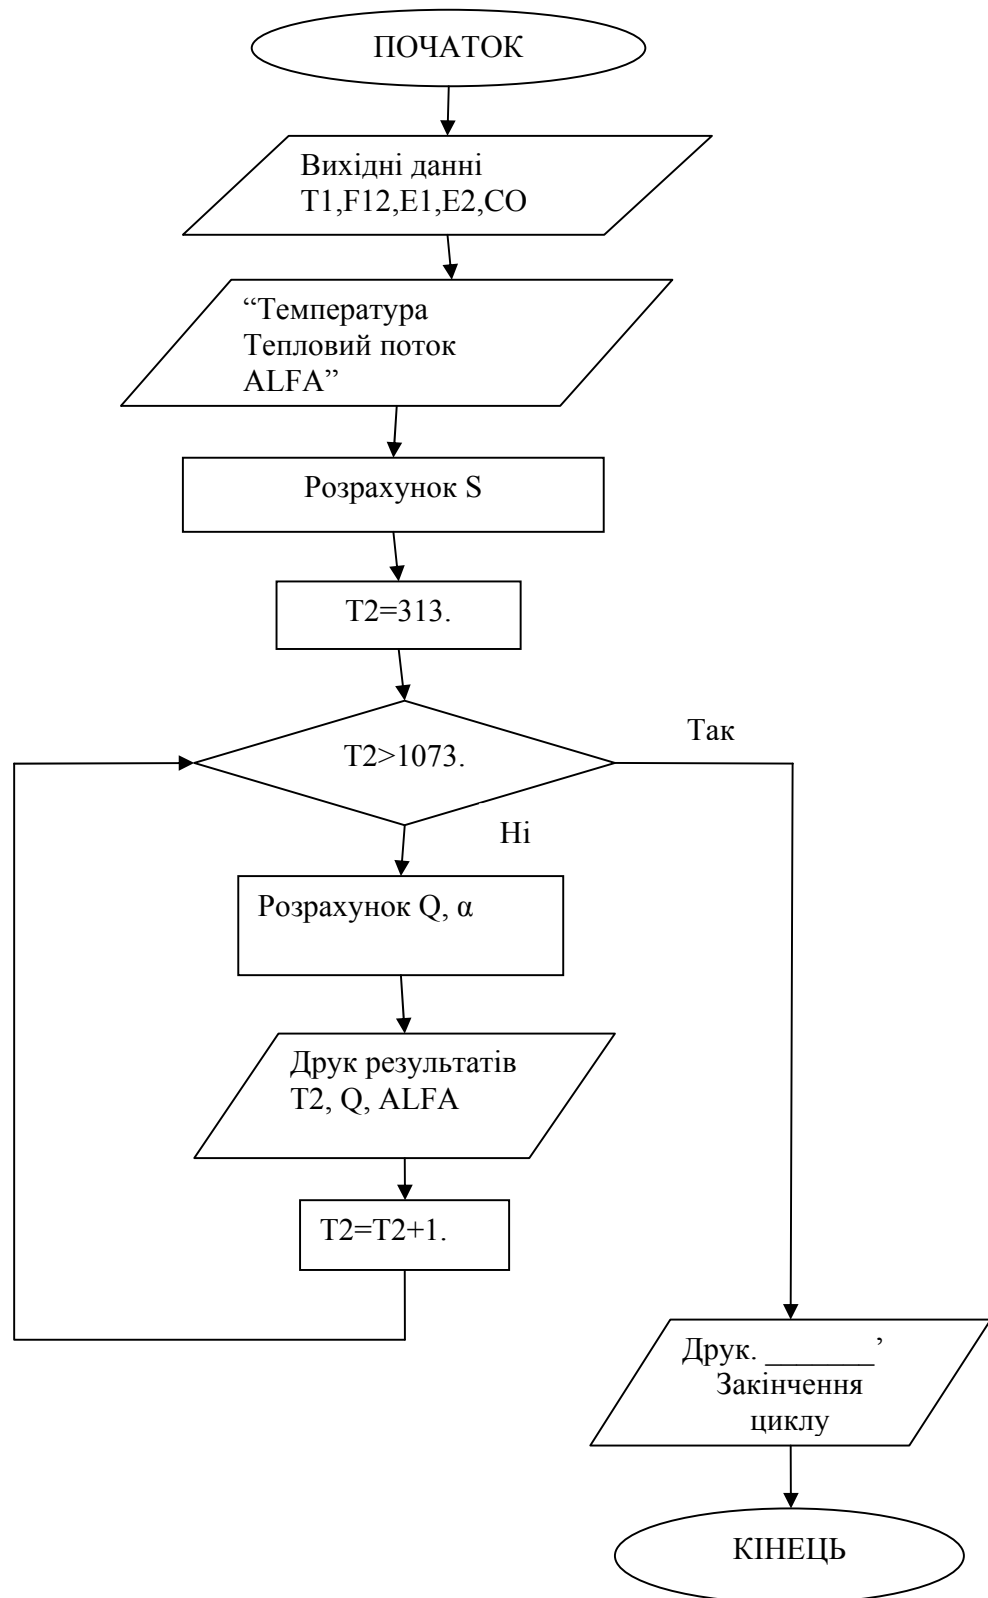 ПОЧАТОК
Вихідні данні
T1,F12,E1,E2,CO
“Температура
Тепловий поток
ALFA”
Розрахунок S
T2=313.
T2>1073.
Так
Ні
Розрахунок Q, α
Друк результатів
T2, Q, ALFA
T2=T2+1.
Друк. _______’
Закінчення
циклу
КІНЕЦЬ